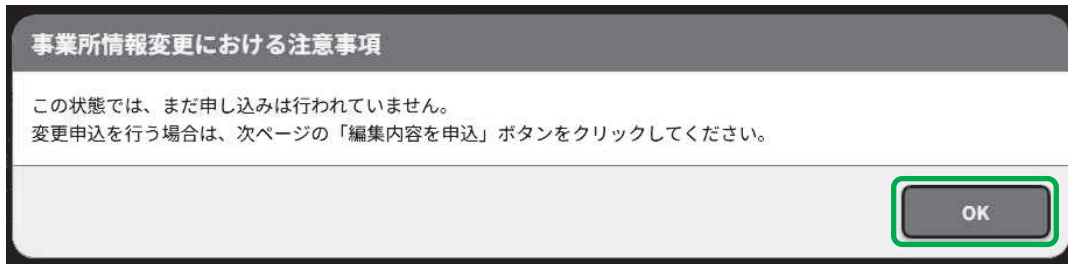 事業所情報変更における注意事項
この状態では、まだ申し込みは行われていません。
変更申込を行う場合は、次ページの「編集内容を申込」ボタンをクリックしてください。
OK